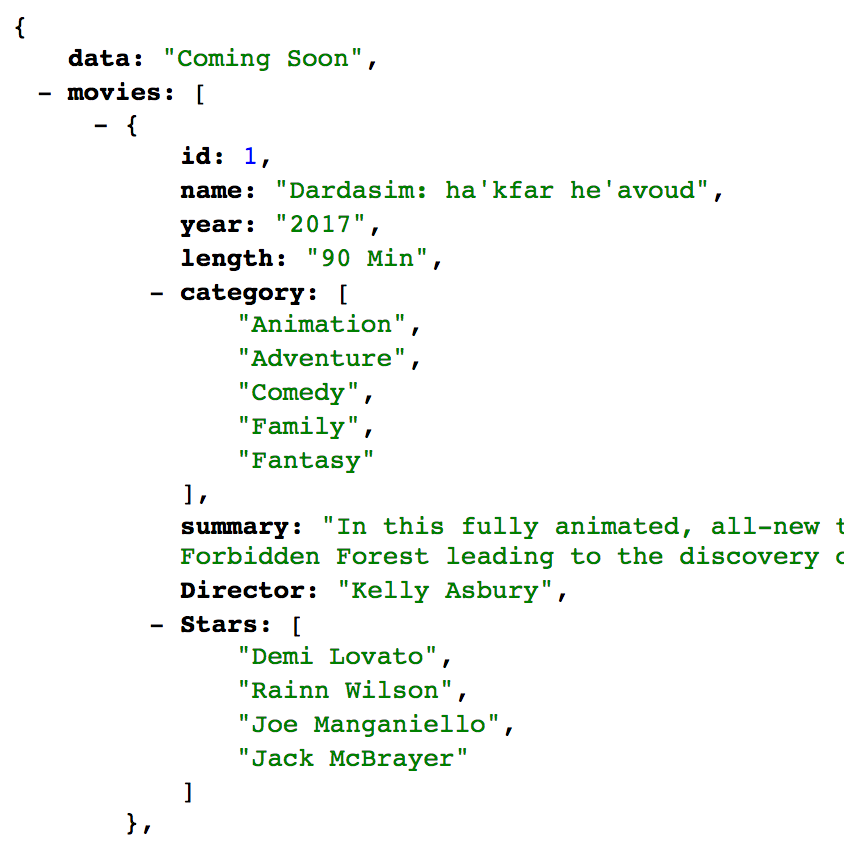 {
data: "Coming Soon",
- movies: [
- {
id: 1,
name: "Dardasim: ha'kfar he'avoud",
year: "2017",
length: "90 Min",
- category: [
"Animation",
"Adventure",
"Comedy",
"Family",
"Fantasy"
],
summary: "In this fully animated, all-new
Forbidden Forest leading to the discovery
Director: "Kelly Asbury",
- Stars: [
"Demi Lovato",
"Rainn Wilson",
"Joe Manganiello",
"Jack McBrayer"
]
},